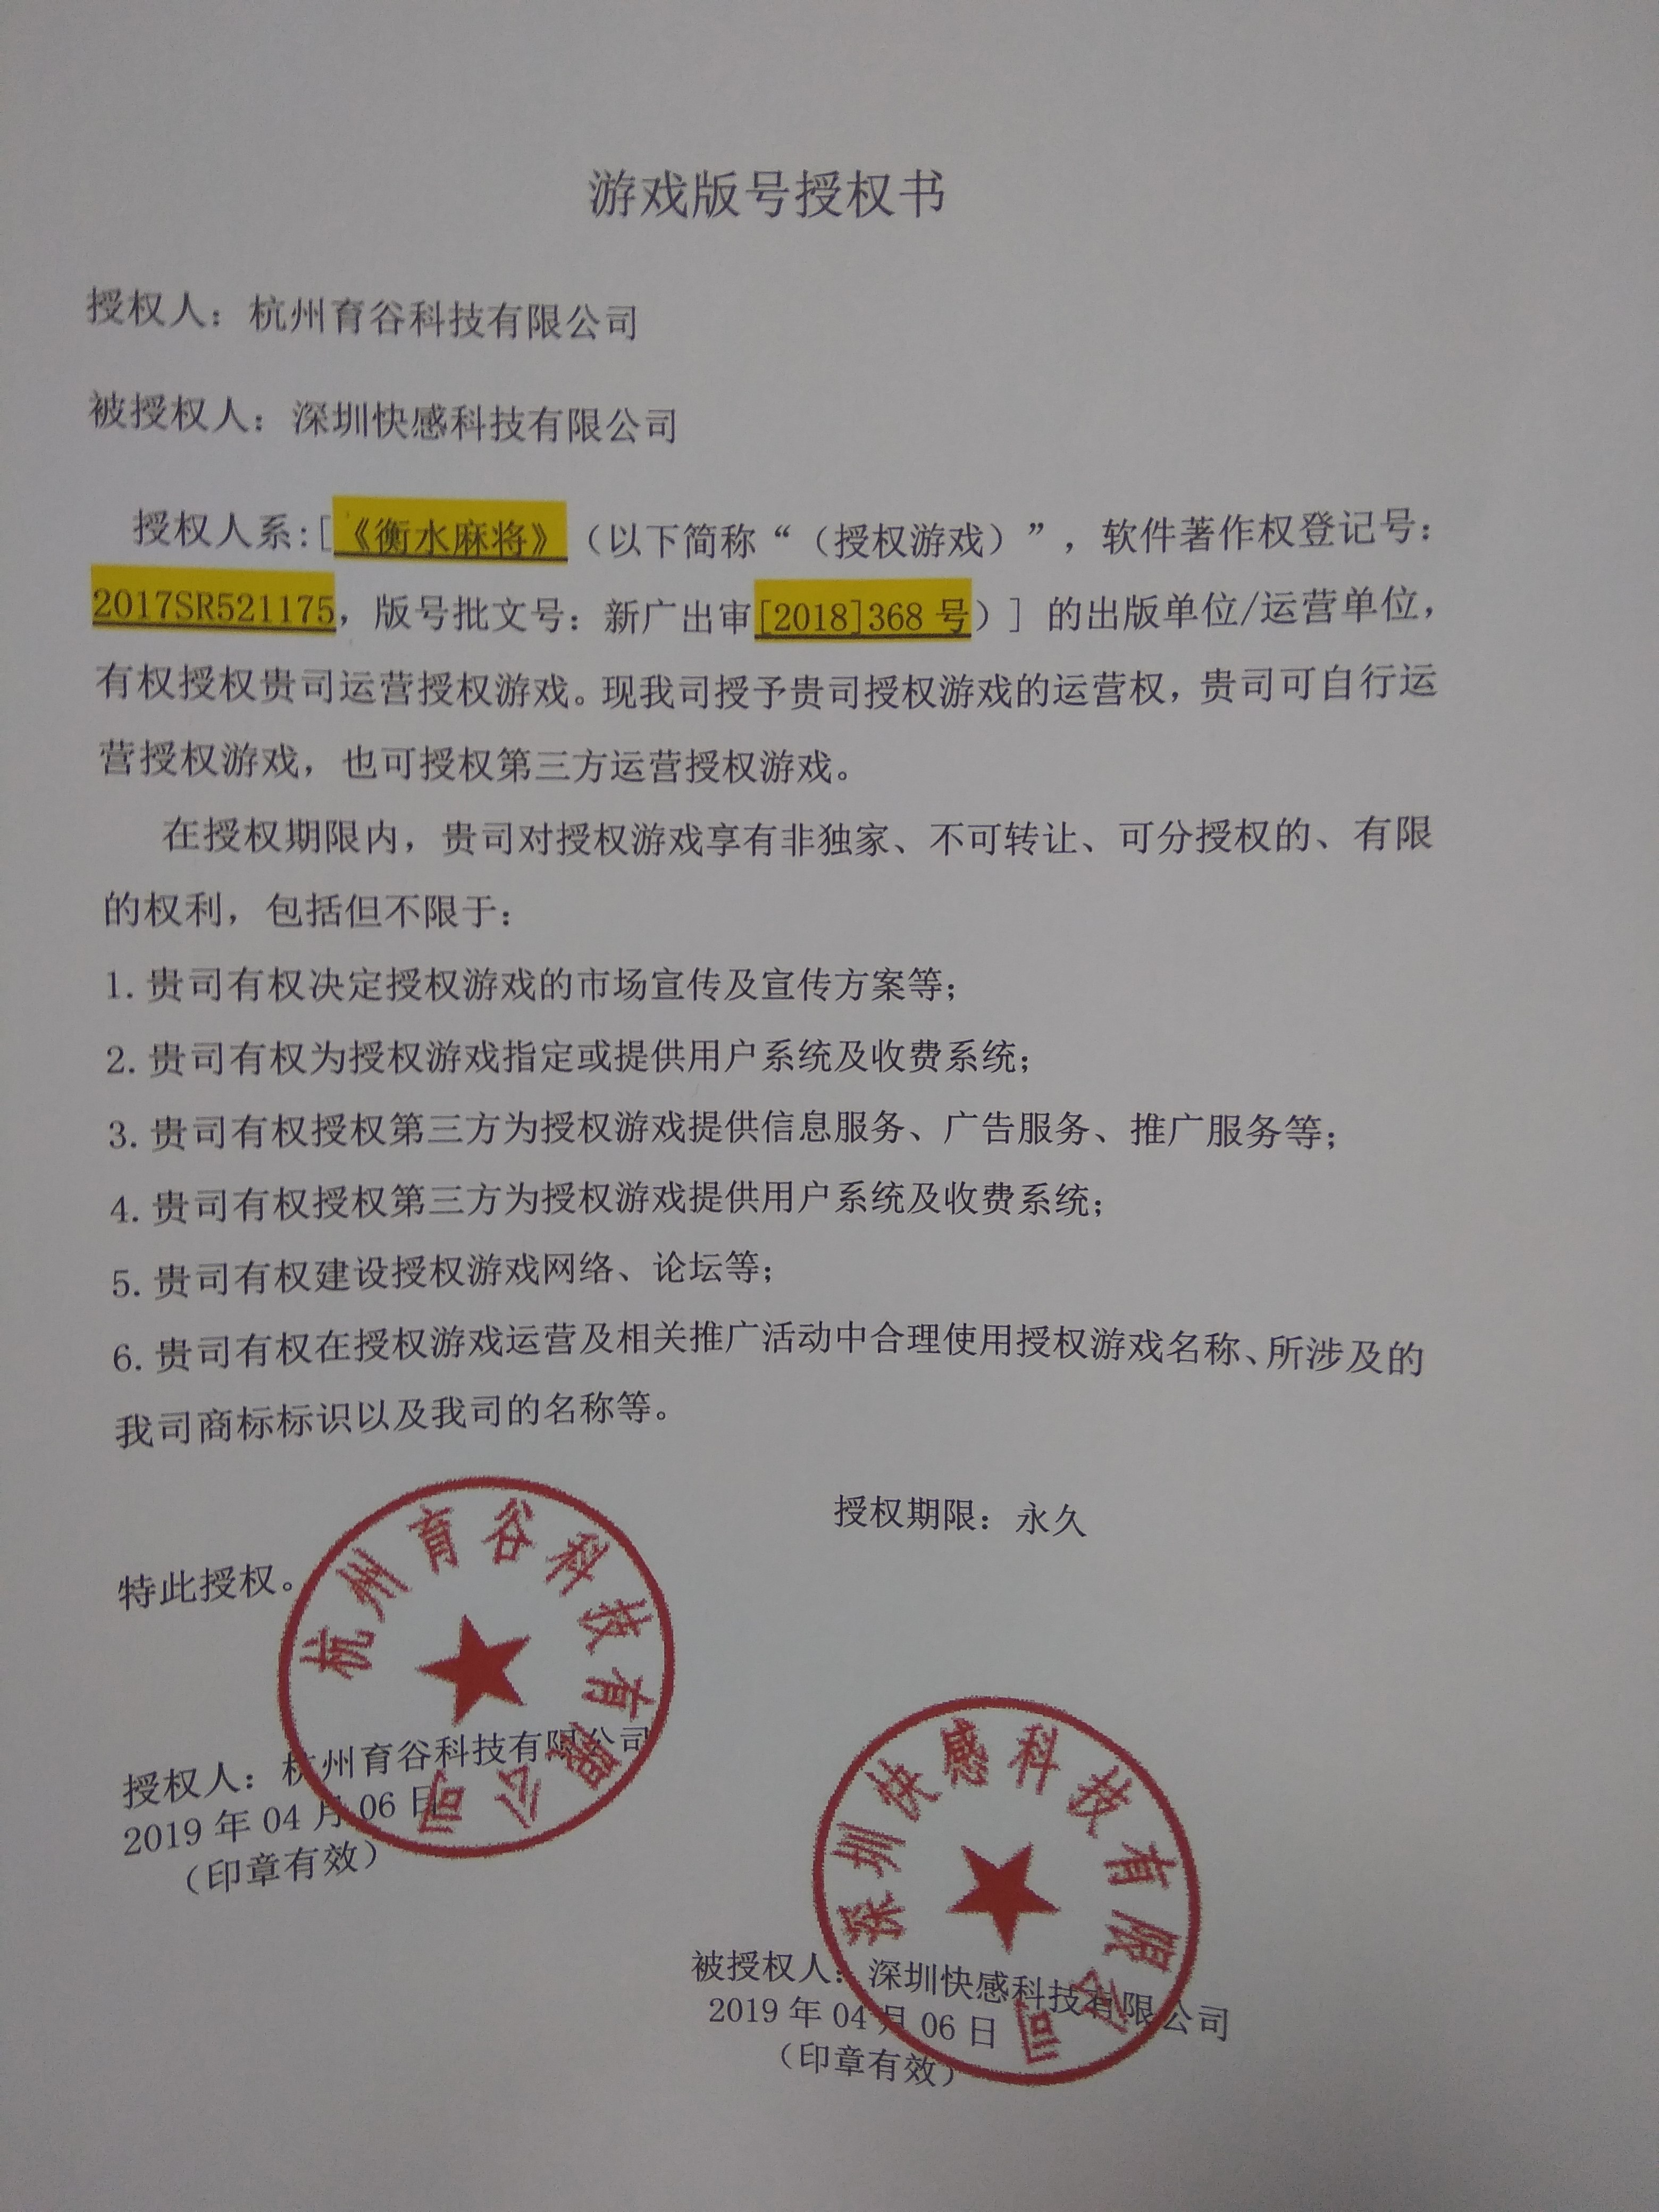 游戏版号授权书
授权人：杭州育谷科技有限公司
被授权人：深圳快感科技有限公司
授权人系:[《衡水麻将》（以下简称“（授权游戏）”，软件著作权登记号：
2017SR521175，版号批文号：新广出审[2018]368 号）] 的出版单位/运营单位，
有权授权贵司运营授权游戏。现我司授予贵司授权游戏的运营权，贵司可自行运
营授权游戏，也可授权第三方运营授权游戏。
在授权期限内，贵司对授权游戏享有非独家、不可转让、可分授权的、有限
的权利，包括但不限于：
1. 贵司有权决定授权游戏的市场宣传及宣传方案等；
2. 贵司有权为授权游戏指定或提供用户系统及收费系统；
3. 贵司有权授权第三方为授权游戏提供信息服务、广告服务、推广服务等；
4. 贵司有权授权第三方为授权游戏提供用户系统及收费系统；
5. 贵司有权建设授权游戏网络、论坛等；
6. 贵司有权在授权游戏运营及相关推广活动中合理使用授权游戏名称、所涉及的
我司商标标识以及我司的名称等。
授权期限：永久
特此授权。
杭州育谷科技有限公司
授权人：杭州育谷科技有限公司
2019 年 04 月 06 日
（印章有效）
深圳快感科技有限公司
被授权人：深圳快感科技有限公司
2019 年 04 月 06 日
（印章有效）